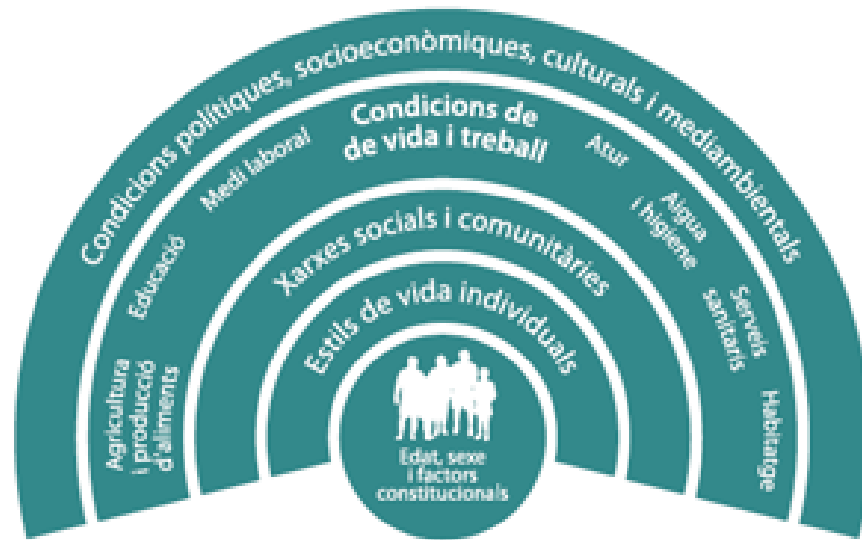 Condicions polítiques, socioeconòmiques, culturals i mediambientals
Condicions de
de vida i treball
Agricultura
i producció
d'aliments
Educació
Medi laboral
Atur
Aigua
i higiene
Serveis
sanitaris
Habitatge
Xarxes socials i comunitàries
Estils de vida individuals
Edat, sexe
i factors
constitucionals